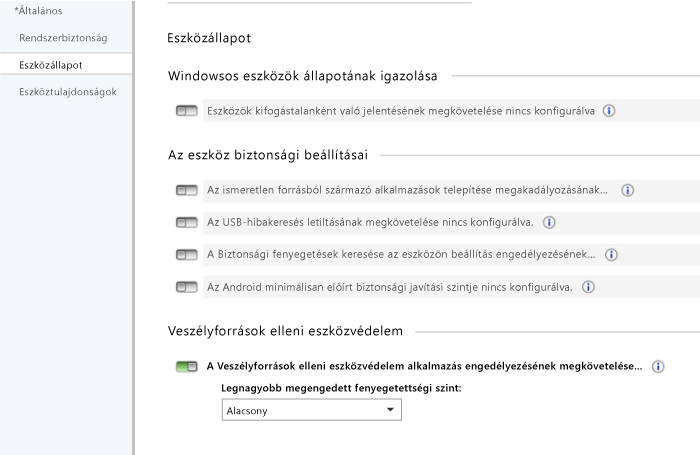 *Általános
Rendszerbiztonság
Eszközállapot
Eszköztulajdonságok
Eszközállapot
Windowsos eszközök állapotának igazolása
Eszközök kifogástalanként való jelentésének megkövetelése nincs konfigurálva
Az eszköz biztonsági beállításai
Az ismeretlen forrásból származó alkalmazások telepítése megakadályozásának...
Az USB-hibakeresés letiltásának megkövetelése nincs konfigurálva.
A Biztonsági fenyegetések keresése az eszközön beállítás engedélyezésének...
Az Android minimálisan előírt biztonsági javítási szintje nincs konfigurálva.
Veszélyforrások elleni eszközvédelem
A Veszélyforrások elleni eszközvédelem alkalmazás engedélyezésének megkövetelése...
Legnagyobb megengedett fenyegetettségi szint:
Alacsony